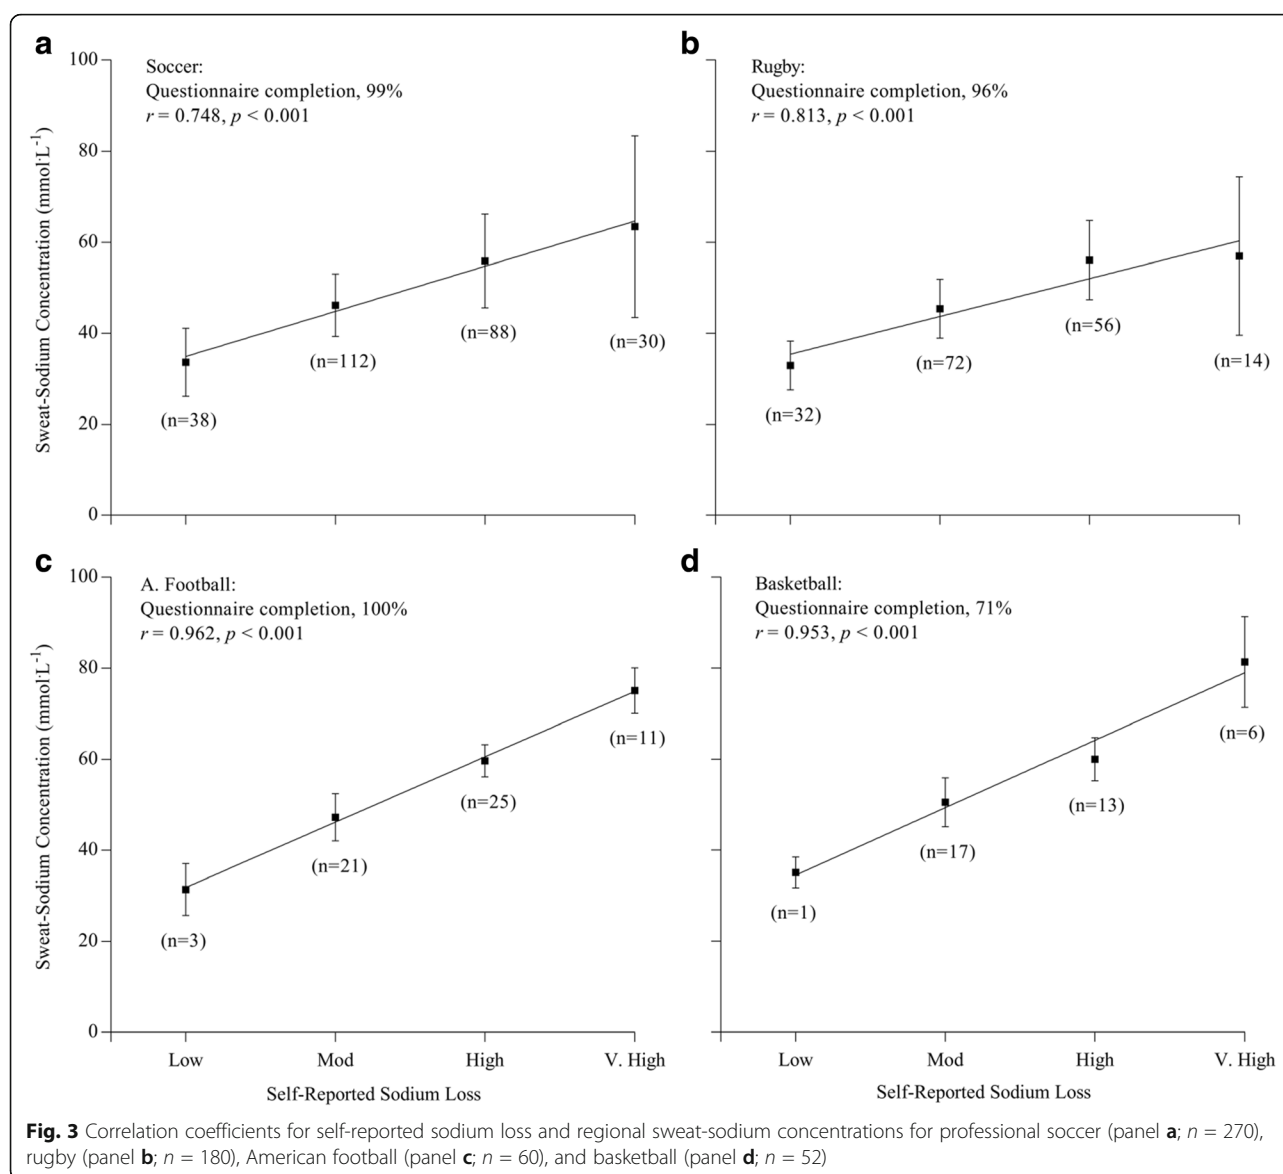 a
Soccer:
Questionnaire completion, 99%
r = 0.748, p < 0.001
100
80
60
40
20
0
Sweat-Sodium Concentration (mmol·L⁻¹)
(n=38)
(n=112)
(n=88)
(n=30)
b
Rugby:
Questionnaire completion, 96%
r = 0.813, p < 0.001
(n=32)
(n=72)
(n=56)
(n=14)
c
A. Football:
Questionnaire completion, 100%
r = 0.962, p < 0.001
100
80
60
40
20
0
Sweat-Sodium Concentration (mmol·L⁻¹)
(n=3)
(n=21)
(n=25)
(n=11)
Low Mod High V. High
Self-Reported Sodium Loss
d
Basketball:
Questionnaire completion, 71%
r = 0.953, p < 0.001
(n=1)
(n=17)
(n=13)
(n=6)
Low Mod High V. High
Self-Reported Sodium Loss
Fig. 3 Correlation coefficients for self-reported sodium loss and regional sweat-sodium concentrations for professional soccer (panel a; n = 270),
rugby (panel b; n = 180), American football (panel c; n = 60), and basketball (panel d; n = 52)